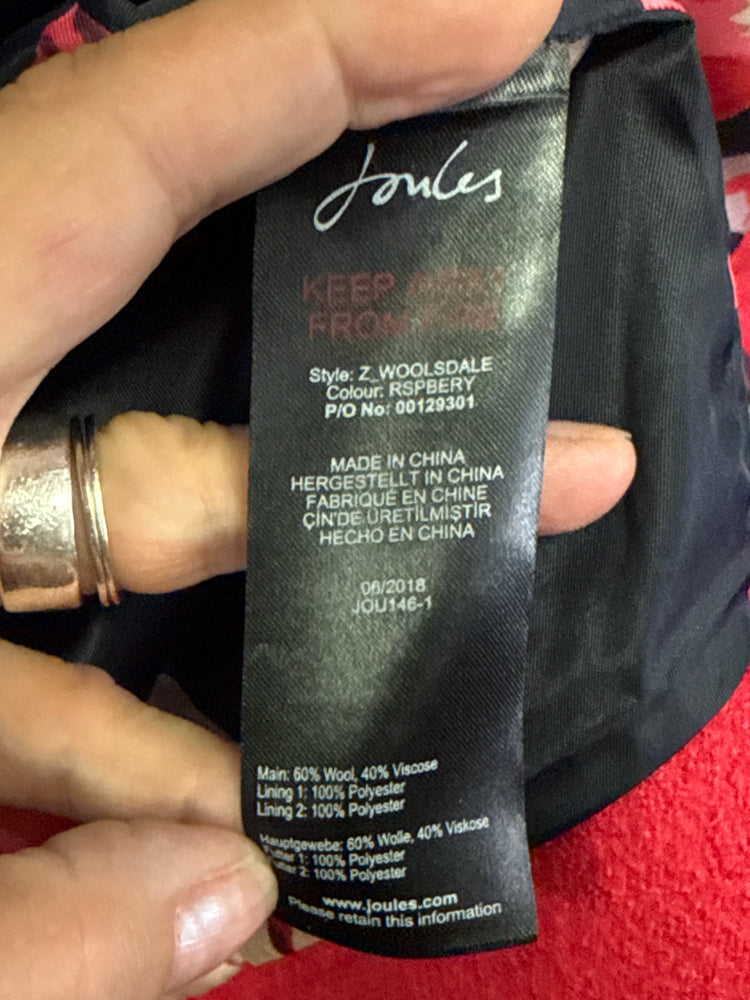 Joules
KEEP AWAY
FROM FIRE
Style: Z_WOOLSDALE
Colour: RSPBERY
P/O No: 00129301
MADE IN CHINA
HERGESTELLT IN CHINA
FABRIQUÉ EN CHINE
ÇIN'DE ÜRETİLMİŞTİR
HECHO EN CHINA
06/2018
JOU146-1
Main: 60% Wool, 40% Viscose
Lining 1: 100% Polyester
Lining 2: 100% Polyester
Hauptgewebe: 60% Wolle, 40% Viskose
1: 100% Polyester
2: 100% Polyester
www.joules.com
Please retain this information